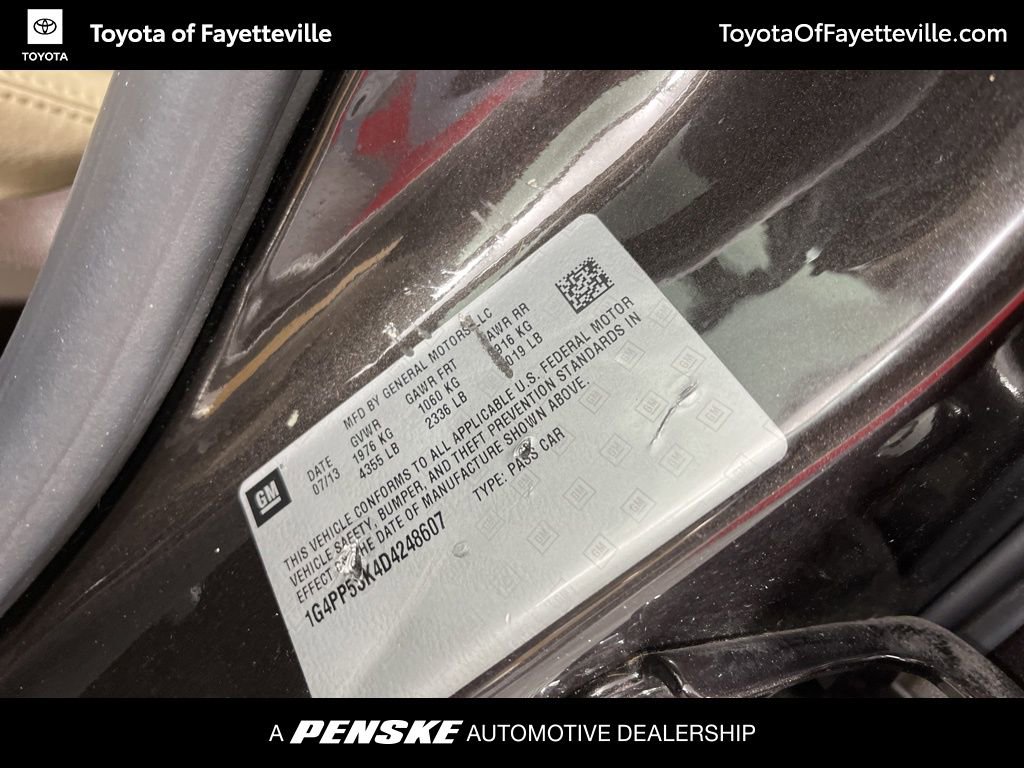 TOYOTA
Toyota of Fayetteville
ToyotaOfFayetteville.com
GM
MFD BY GENERAL MOTORS LLC
DATE GVWR GAWR FRT GAWR RR
07/13 1976 KG 1060 KG 916 KG
4355 LB 2336 LB 019 LB
THIS VEHICLE CONFORMS TO ALL APPLICABLE U.S. FEDERAL MOTOR
VEHICLE SAFETY, BUMPER, AND THEFT PREVENTION STANDARDS IN
EFFECT ON THE DATE OF MANUFACTURE SHOWN ABOVE.
1G4PP5SK4D4248607 TYPE: PASS CAR
A PENSKE AUTOMOTIVE DEALERSHIP